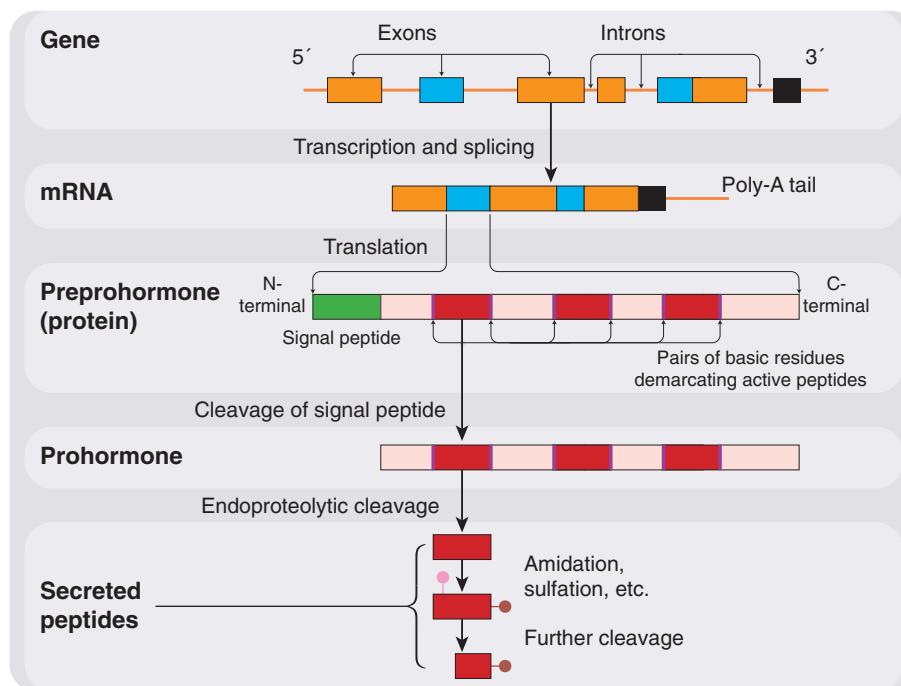 Gene
Exons
Introns
5´
3´
Transcription and splicing
mRNA
Poly-A tail
Translation
Preprohormone
(protein)
N-
terminal
C-
terminal
Signal peptide
Pairs of basic residues
demarcating active peptides
Cleavage of signal peptide
Prohormone
Endoproteolytic cleavage
Secreted
peptides
Amidation,
sulfation, etc.
Further cleavage